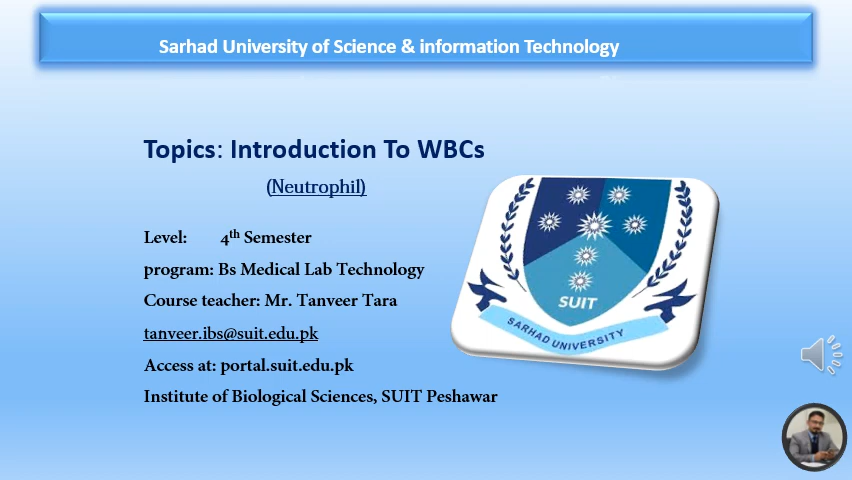 Sarhad University of Science & information Technology
Topics: Introduction To WBCs
(Neutrophil)
Level: 4th Semester
program: Bs Medical Lab Technology
Course teacher: Mr. Tanveer Tara
tanveer.ibs@suit.edu.pk
Access at: portal.suit.edu.pk
Institute of Biological Sciences, SUIT Peshawar
SUIT
SARHAD UNIVERSITY